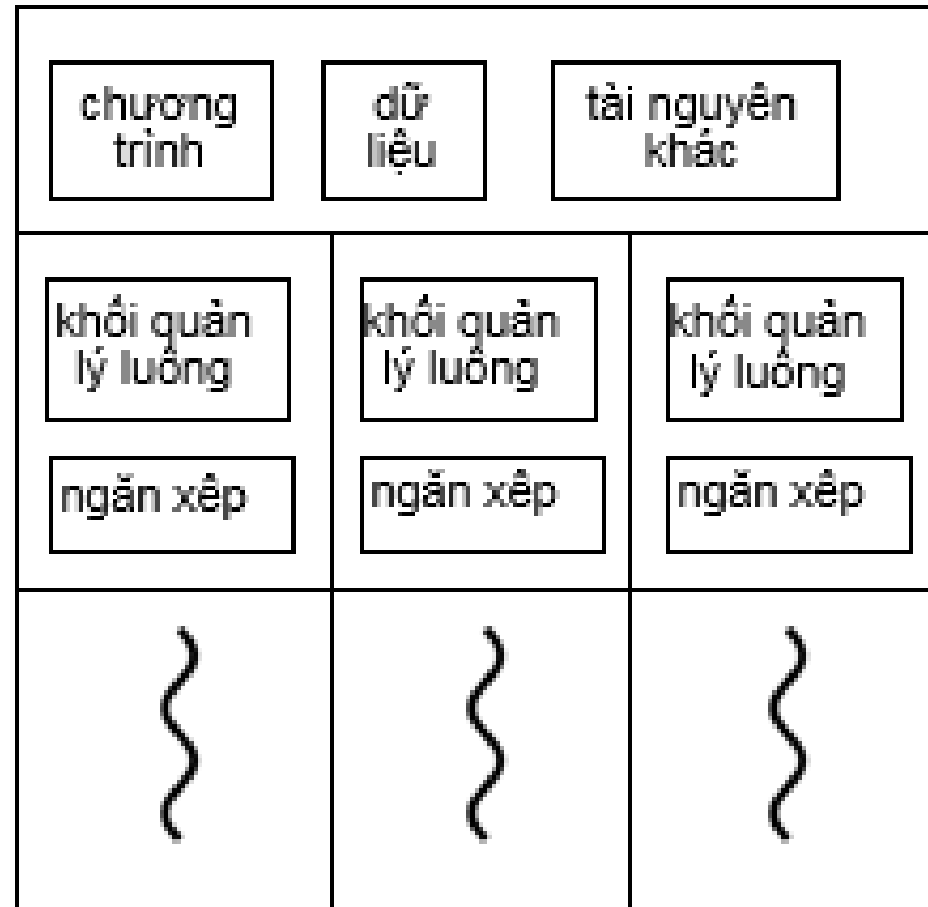 chương
trình
dữ
liệu
tài nguyên
khác
khối quản
lý luồng
khối quản
lý luồng
khối quản
lý luồng
ngăn xếp
ngăn xếp
ngăn xếp